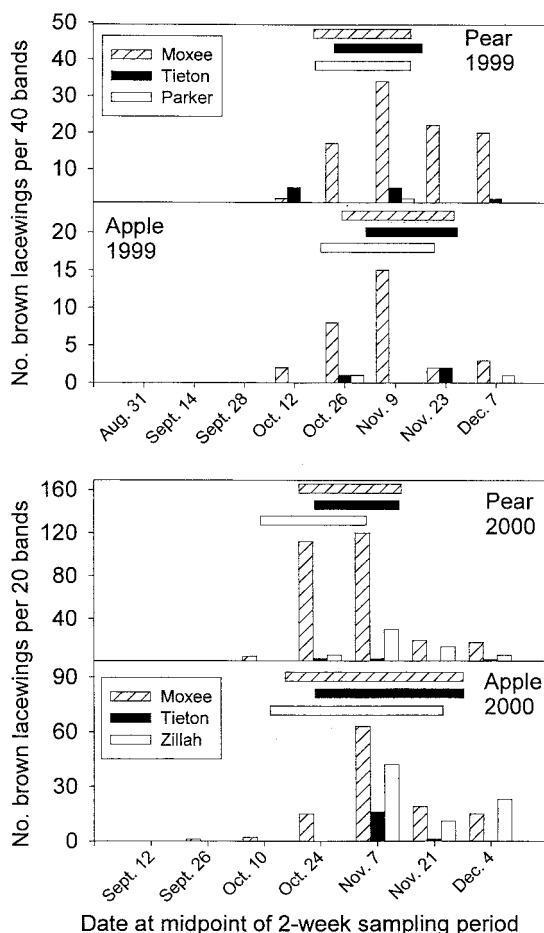 No. brown lacewings per 40 bands
50
40
30
20
10
Moxee
Tieton
Parker
Pear
1999
20
15
10
5
0
Apple
1999
Aug. 31
Sept. 14
Sept. 28
Oct. 12
Oct. 26
Nov. 9
Nov. 23
Dec. 7
No. brown lacewings per 20 bands
160
120
80
40
Pear
2000
90
60
30
0
Moxee
Tieton
Zillah
Apple
2000
Sept. 12
Sept. 26
Oct. 10
Oct. 24
Nov. 7
Nov. 21
Dec. 4
Date at midpoint of 2-week sampling period